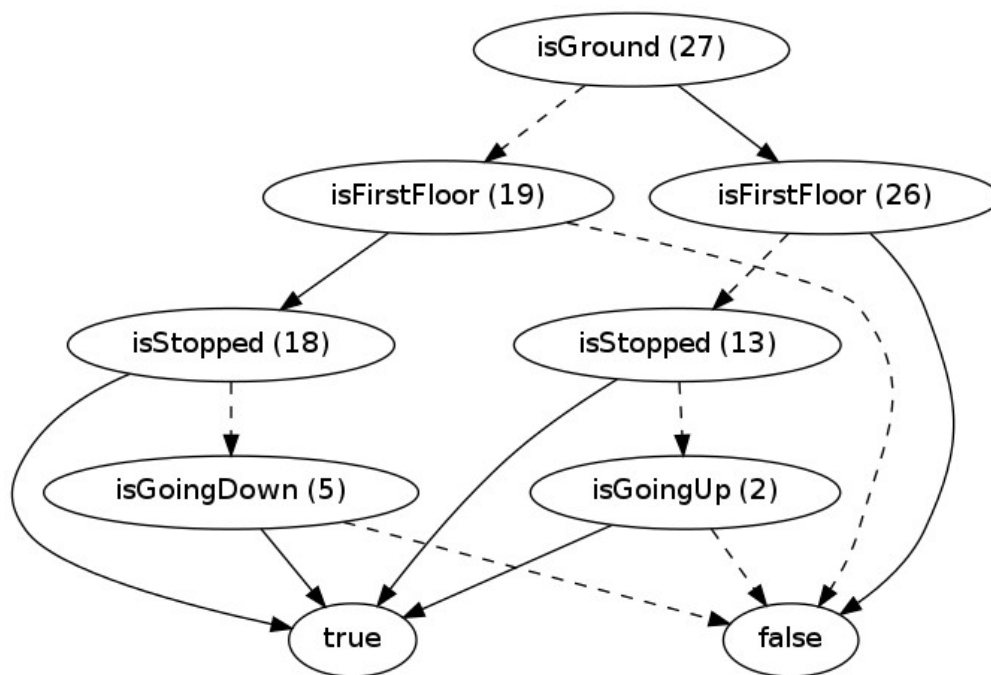 isGround (27)
isFirstFloor (19)
isFirstFloor (26)
isStopped (18)
isStopped (13)
isGoingDown (5)
isGoingUp (2)
true
false